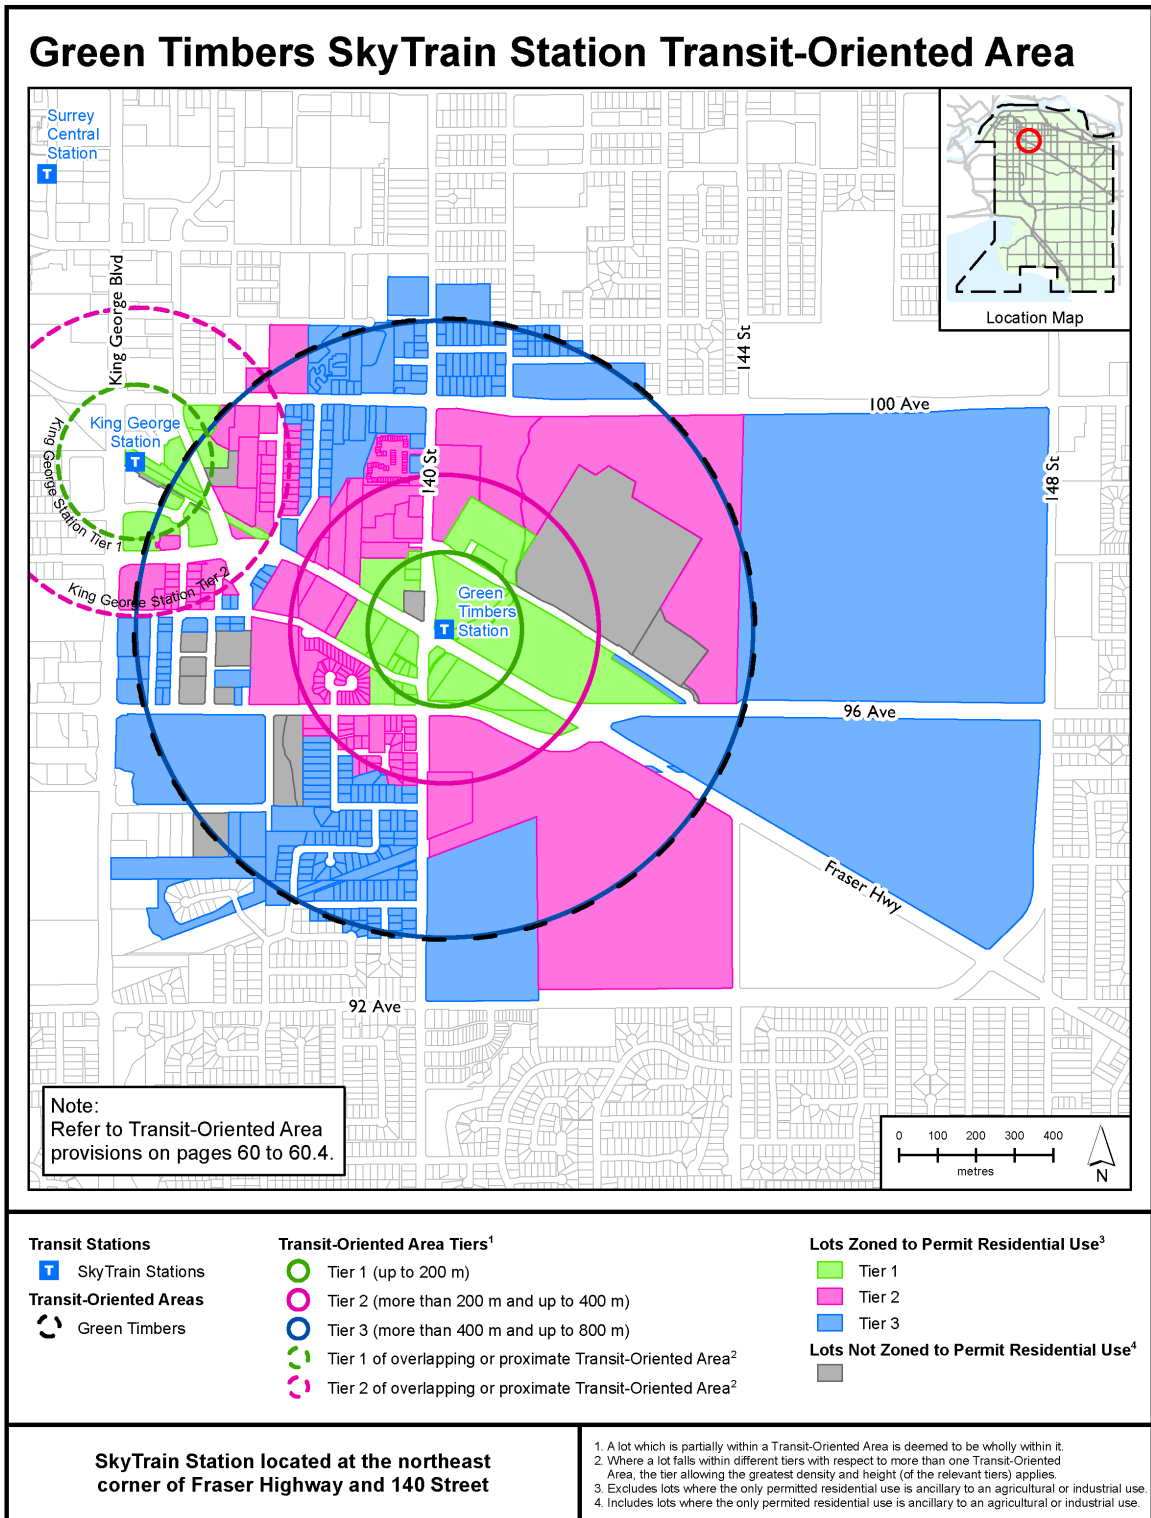 Green Timbers SkyTrain Station Transit-Oriented Area
Surrey
Central
Station
T
King George Blvd
144 St
Location Map
100 Ave
King George
Station
T
King George Station Tier 1
140 St
148 St
King George Station Tier 2
Green
Timbers
Station
T
96 Ave
Fraser Hwy
92 Ave
Note:
Refer to Transit-Oriented Area
provisions on pages 60 to 60.4.
0 100 200 300 400
metres
N
Transit Stations
T SkyTrain Stations
Transit-Oriented Areas
Green Timbers
Transit-Oriented Area Tiers1
Tier 1 (up to 200 m)
Tier 2 (more than 200 m and up to 400 m)
Tier 3 (more than 400 m and up to 800 m)
Tier 1 of overlapping or proximate Transit-Oriented Area2
Tier 2 of overlapping or proximate Transit-Oriented Area2
Lots Zoned to Permit Residential Use3
Tier 1
Tier 2
Tier 3
Lots Not Zoned to Permit Residential Use4
SkyTrain Station located at the northeast
corner of Fraser Highway and 140 Street
1. A lot which is partially within a Transit-Oriented Area is deemed to be wholly within it.
2. Where a lot falls within different tiers with respect to more than one Transit-Oriented
Area, the tier allowing the greatest density and height (of the relevant tiers) applies.
3. Excludes lots where the only permitted residential use is ancillary to an agricultural or industrial use.
4. Includes lots where the only permited residential use is ancillary to an agricultural or industrial use.